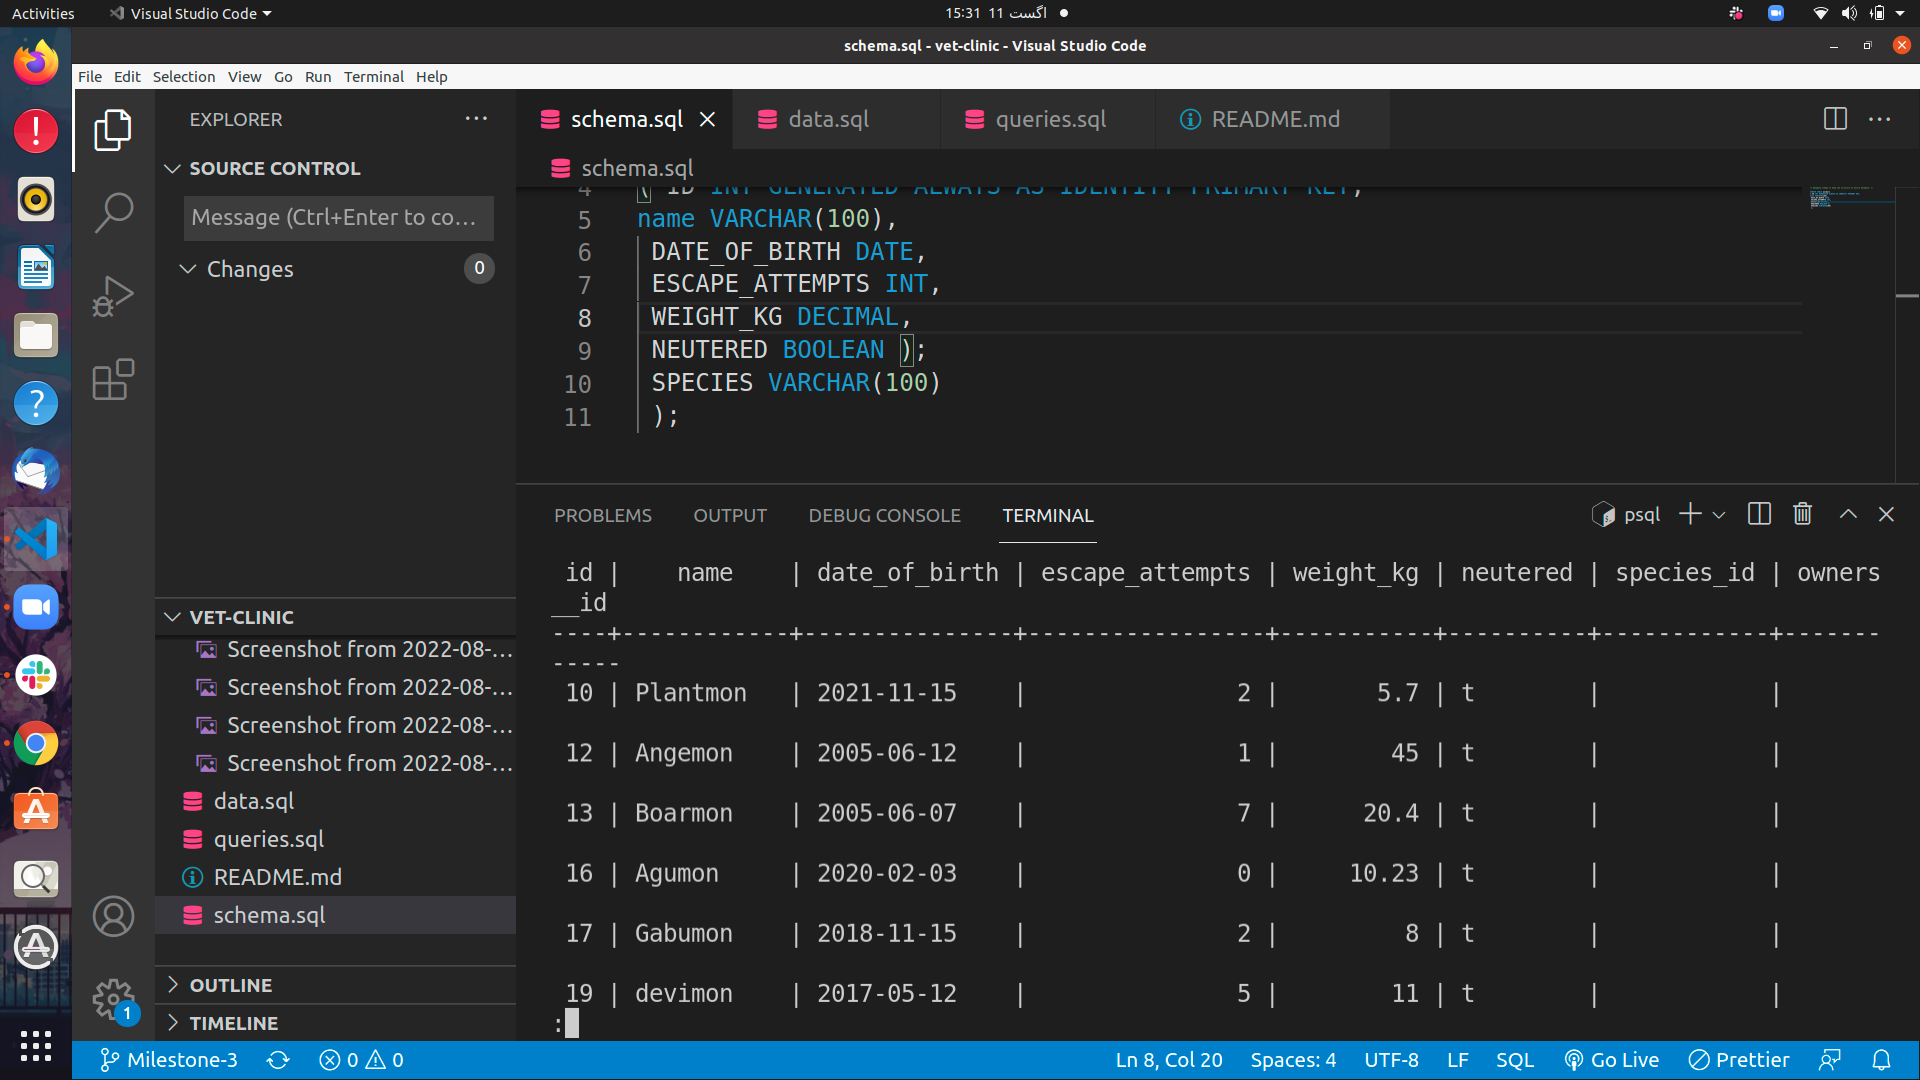 Activities
Visual Studio Code
15:31 11 اگست
schema.sql - vet-clinic - Visual Studio Code
File Edit Selection View Go Run Terminal Help
EXPLORER
SOURCE CONTROL
Message (Ctrl+Enter to co...
Changes
0
VET-CLINIC
Screenshot from 2022-08-...
Screenshot from 2022-08-...
Screenshot from 2022-08-...
Screenshot from 2022-08-...
data.sql
queries.sql
README.md
schema.sql
OUTLINE
TIMELINE
1
schema.sql
data.sql
queries.sql
README.md
schema.sql
4 ( ID INT GENERATED ALWAYS AS IDENTITY PRIMARY KEY,
5 name VARCHAR(100),
6 DATE_OF_BIRTH DATE,
7 ESCAPE_ATTEMPTS INT,
8 WEIGHT_KG DECIMAL,
9 NEUTERED BOOLEAN );
10 SPECIES VARCHAR(100)
11 );
PROBLEMS OUTPUT DEBUG CONSOLE TERMINAL
psql
id | name | date_of_birth | escape_attempts | weight_kg | neutered | species_id | owners
__id
----+------------+---------------+-----------------+-----------+----------+------------+-------
-----
10 | Plantmon | 2021-11-15 | 2 | 5.7 | t | |
12 | Angemon | 2005-06-12 | 1 | 45 | t | |
13 | Boarmon | 2005-06-07 | 7 | 20.4 | t | |
16 | Agumon | 2020-02-03 | 0 | 10.23 | t | |
17 | Gabumon | 2018-11-15 | 2 | 8 | t | |
19 | devimon | 2017-05-12 | 5 | 11 | t | |
:
Milestone-3
0
0
Ln 8, Col 20
Spaces: 4
UTF-8
LF
SQL
Go Live
Prettier